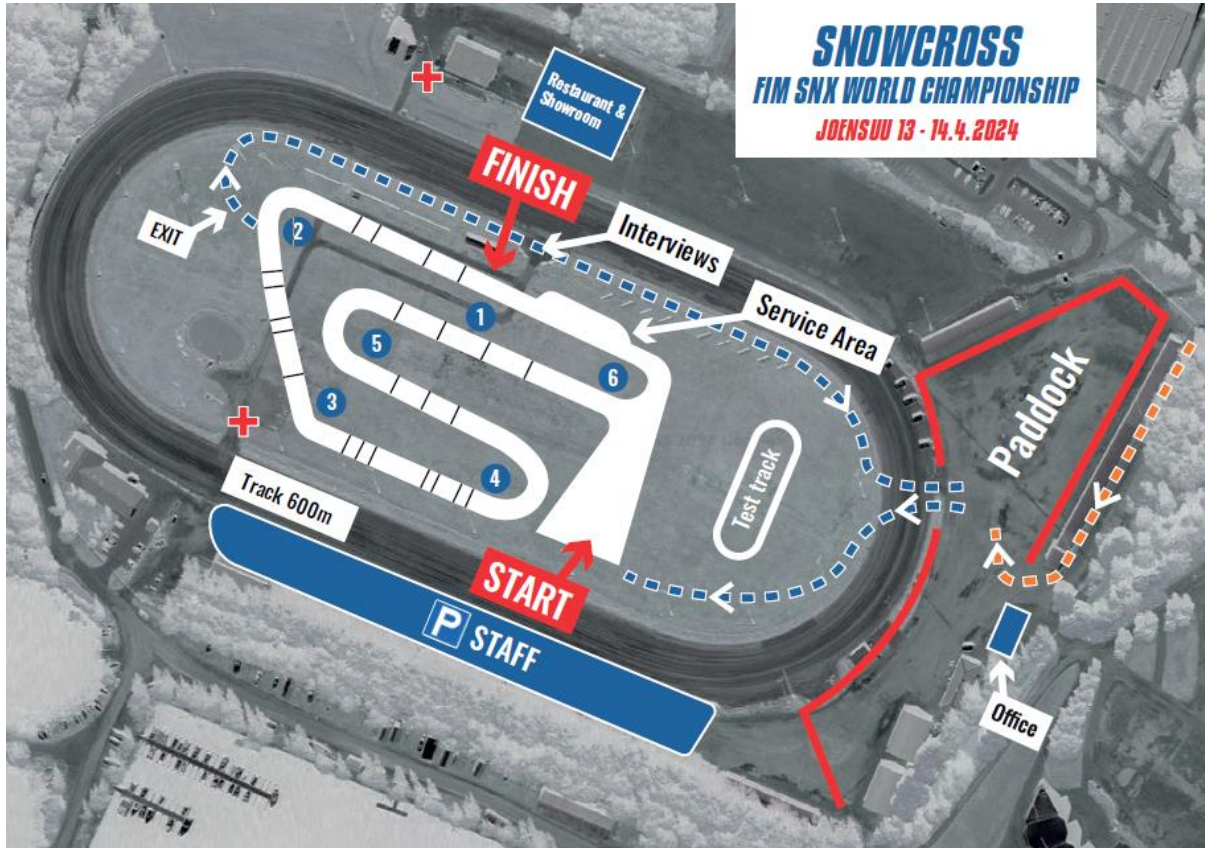 SNOWCROSS
FIM SNX WORLD CHAMPIONSHIP
JOENSUU 13 - 14.4.2024
Restaurant &
Showroom
FINISH
Interviews
EXIT
2
Service Area
1
5
6
3
Paddock
4
Test track
Track 600m
START
P STAFF
Office